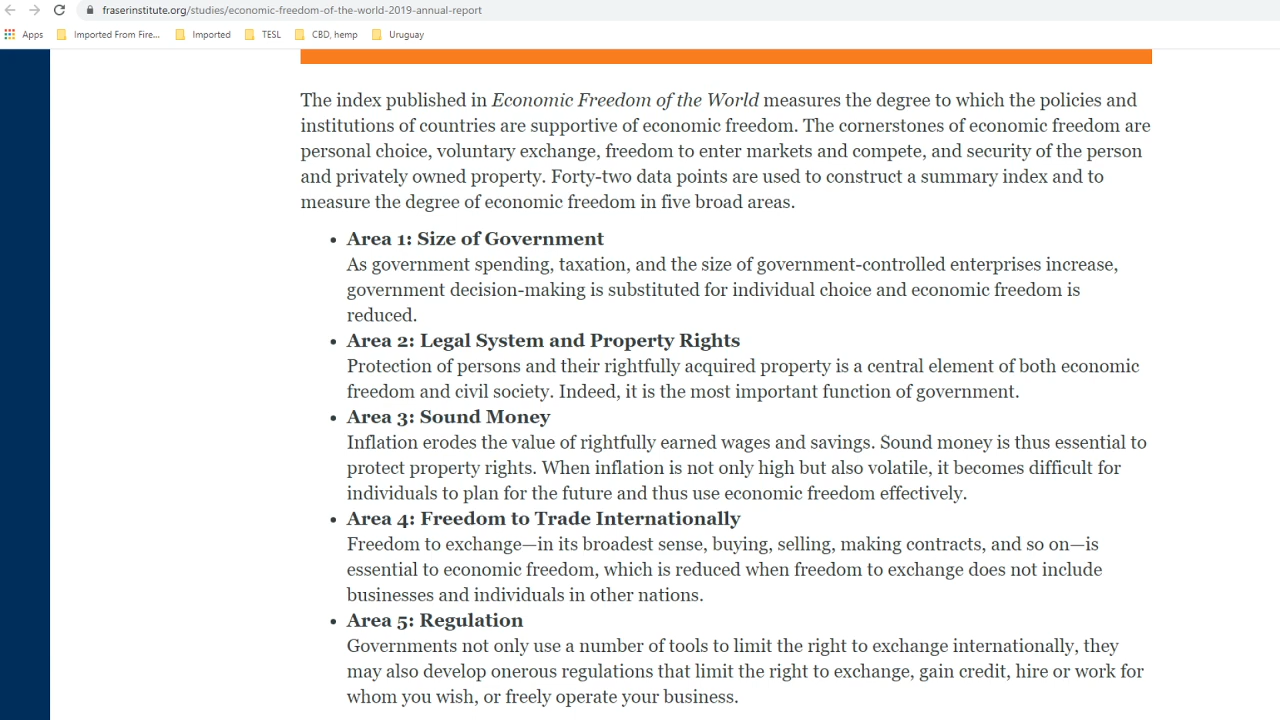 fraserinstitute.org/studies/economic-freedom-of-the-world-2019-annual-report
Apps Imported From Fire... Imported TESL CBD, hemp Uruguay
The index published in Economic Freedom of the World measures the degree to which the policies and
institutions of countries are supportive of economic freedom. The cornerstones of economic freedom are
personal choice, voluntary exchange, freedom to enter markets and compete, and security of the person
and privately owned property. Forty-two data points are used to construct a summary index and to
measure the degree of economic freedom in five broad areas.
• Area 1: Size of Government
As government spending, taxation, and the size of government-controlled enterprises increase,
government decision-making is substituted for individual choice and economic freedom is
reduced.
• Area 2: Legal System and Property Rights
Protection of persons and their rightfully acquired property is a central element of both economic
freedom and civil society. Indeed, it is the most important function of government.
• Area 3: Sound Money
Inflation erodes the value of rightfully earned wages and savings. Sound money is thus essential to
protect property rights. When inflation is not only high but also volatile, it becomes difficult for
individuals to plan for the future and thus use economic freedom effectively.
• Area 4: Freedom to Trade Internationally
Freedom to exchange—in its broadest sense, buying, selling, making contracts, and so on—is
essential to economic freedom, which is reduced when freedom to exchange does not include
businesses and individuals in other nations.
• Area 5: Regulation
Governments not only use a number of tools to limit the right to exchange internationally, they
may also develop onerous regulations that limit the right to exchange, gain credit, hire or work for
whom you wish, or freely operate your business.